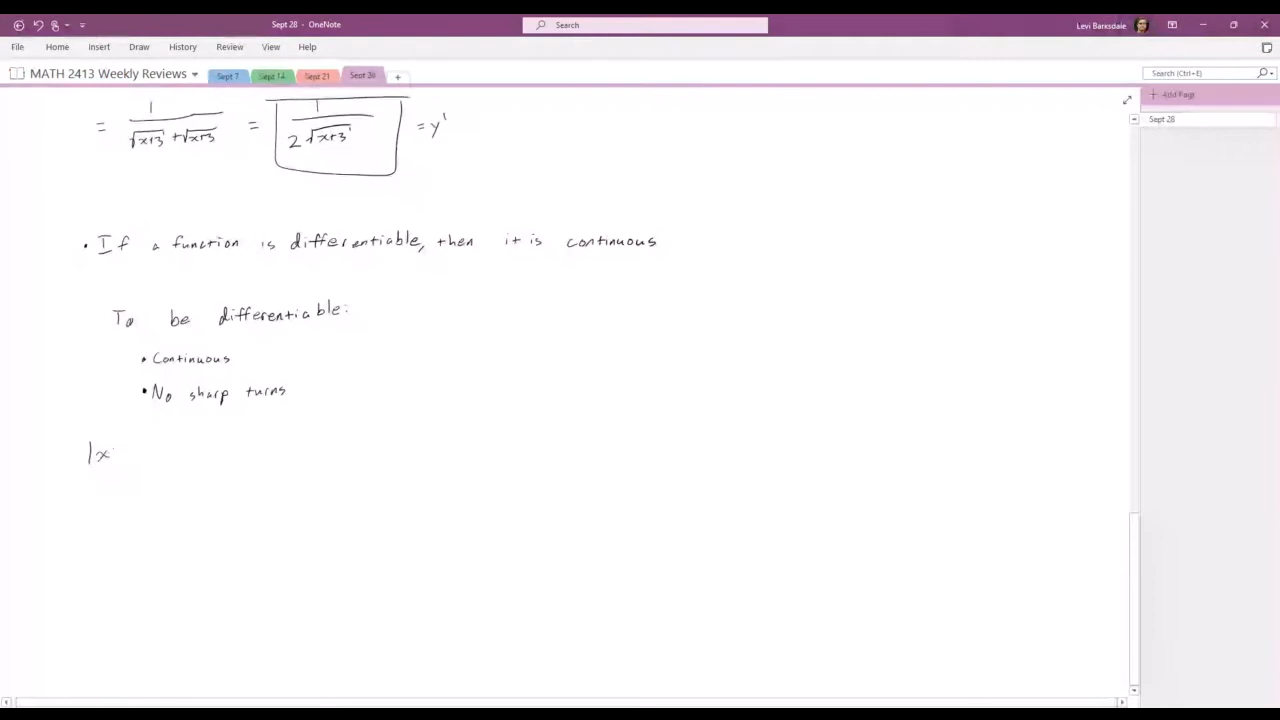 Sept 28 - OneNote
Search
Levi Barksdale
File Home Insert Draw History Review View Help
MATH 2413 Weekly Reviews
Sept 7 Sept 14 Sept 21 Sept 28 +
Search (Ctrl+E)
Add Page
Sept 28
= 1/(√(x+3) + √(x+3)) = 1/(2√(x+3)) = y'
• If a function is differentiable, then it is continuous
To be differentiable:
• Continuous
• No sharp turns
|x